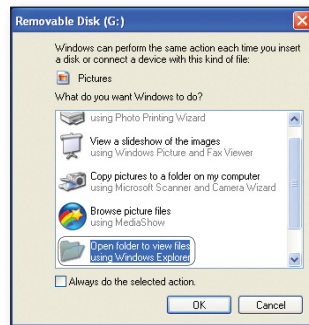 Removable Disk (G:)
Windows can perform the same action each time you insert
a disk or connect a device with this kind of file:
Pictures
What do you want Windows to do?
using Photo Printing Wizard
View a slideshow of the images
using Windows Picture and Fax Viewer
Copy pictures to a folder on my computer
using Microsoft Scanner and Camera Wizard
Browse picture files
using MediaShow
Open folder to view files
using Windows Explorer
Always do the selected action.
OK
Cancel